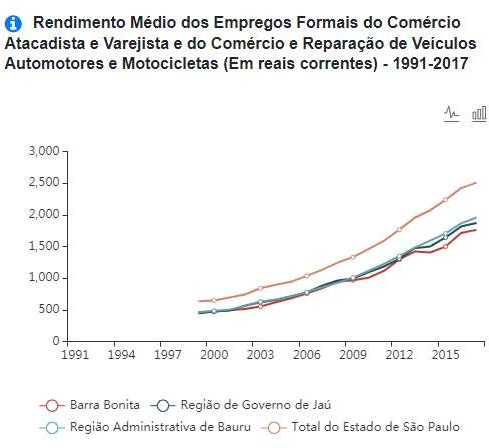 Rendimento Médio dos Empregos Formais do Comércio
Atacadista e Varejista e do Comércio e Reparação de Veículos
Automotores e Motocicletas (Em reais correntes) - 1991-2017
3,000
2,500
2,000
1,500
1,000
500
0
1991 1994 1997 2000 2003 2006 2009 2012 2015
Barra Bonita Região de Governo de Jaú
Região Administrativa de Bauru Total do Estado de São Paulo